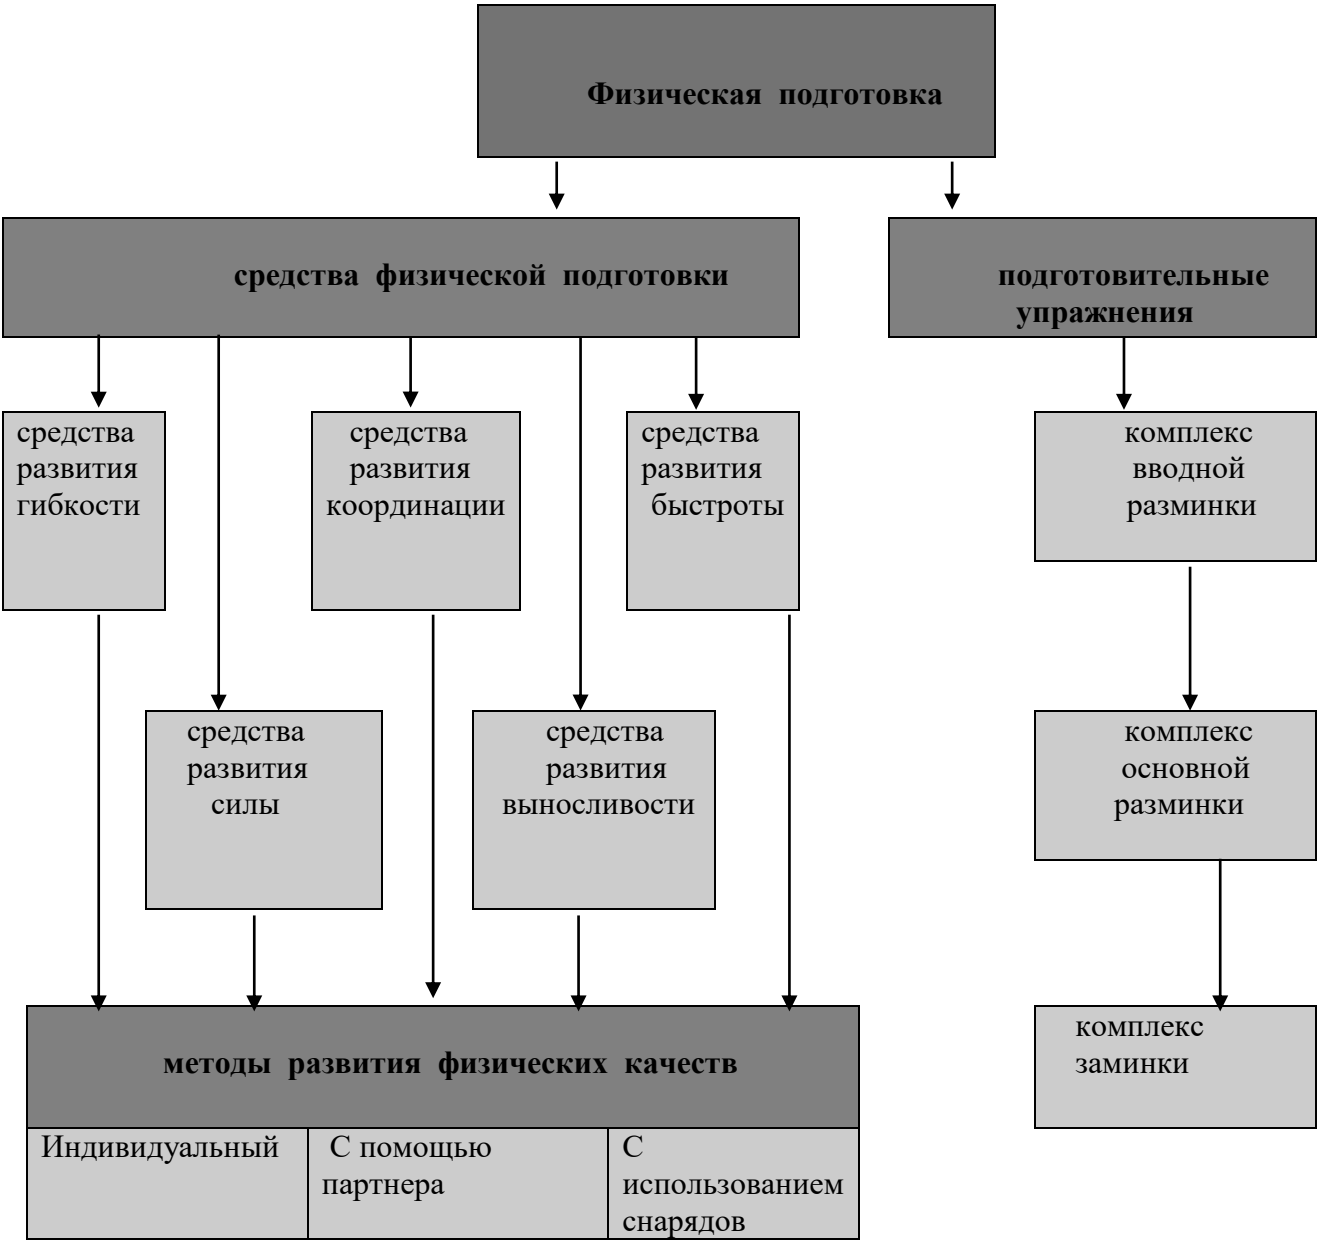 Физическая подготовка
средства физической подготовки
подготовительные
упражнения
средства
развития
гибкости
средства
развития
координации
средства
развития
быстроты
комплекс
вводной
разминки
средства
развития
силы
средства
развития
выносливости
комплекс
основной
разминки
методы развития физических качеств
Индивидуальный
С помощью
партнера
С
использованием
снарядов
комплекс
заминки